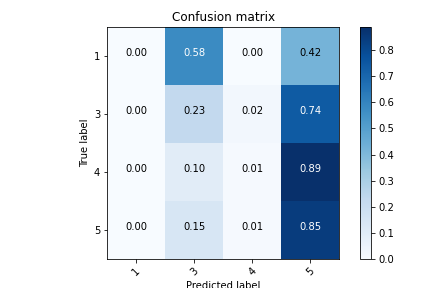 Confusion matrix
True label
1 0.00 0.58 0.00 0.42
3 0.00 0.23 0.02 0.74
4 0.00 0.10 0.01 0.89
5 0.00 0.15 0.01 0.85
1 3 4 5
Predicted label
0.8
0.7
0.6
0.5
0.4
0.3
0.2
0.1
0.0